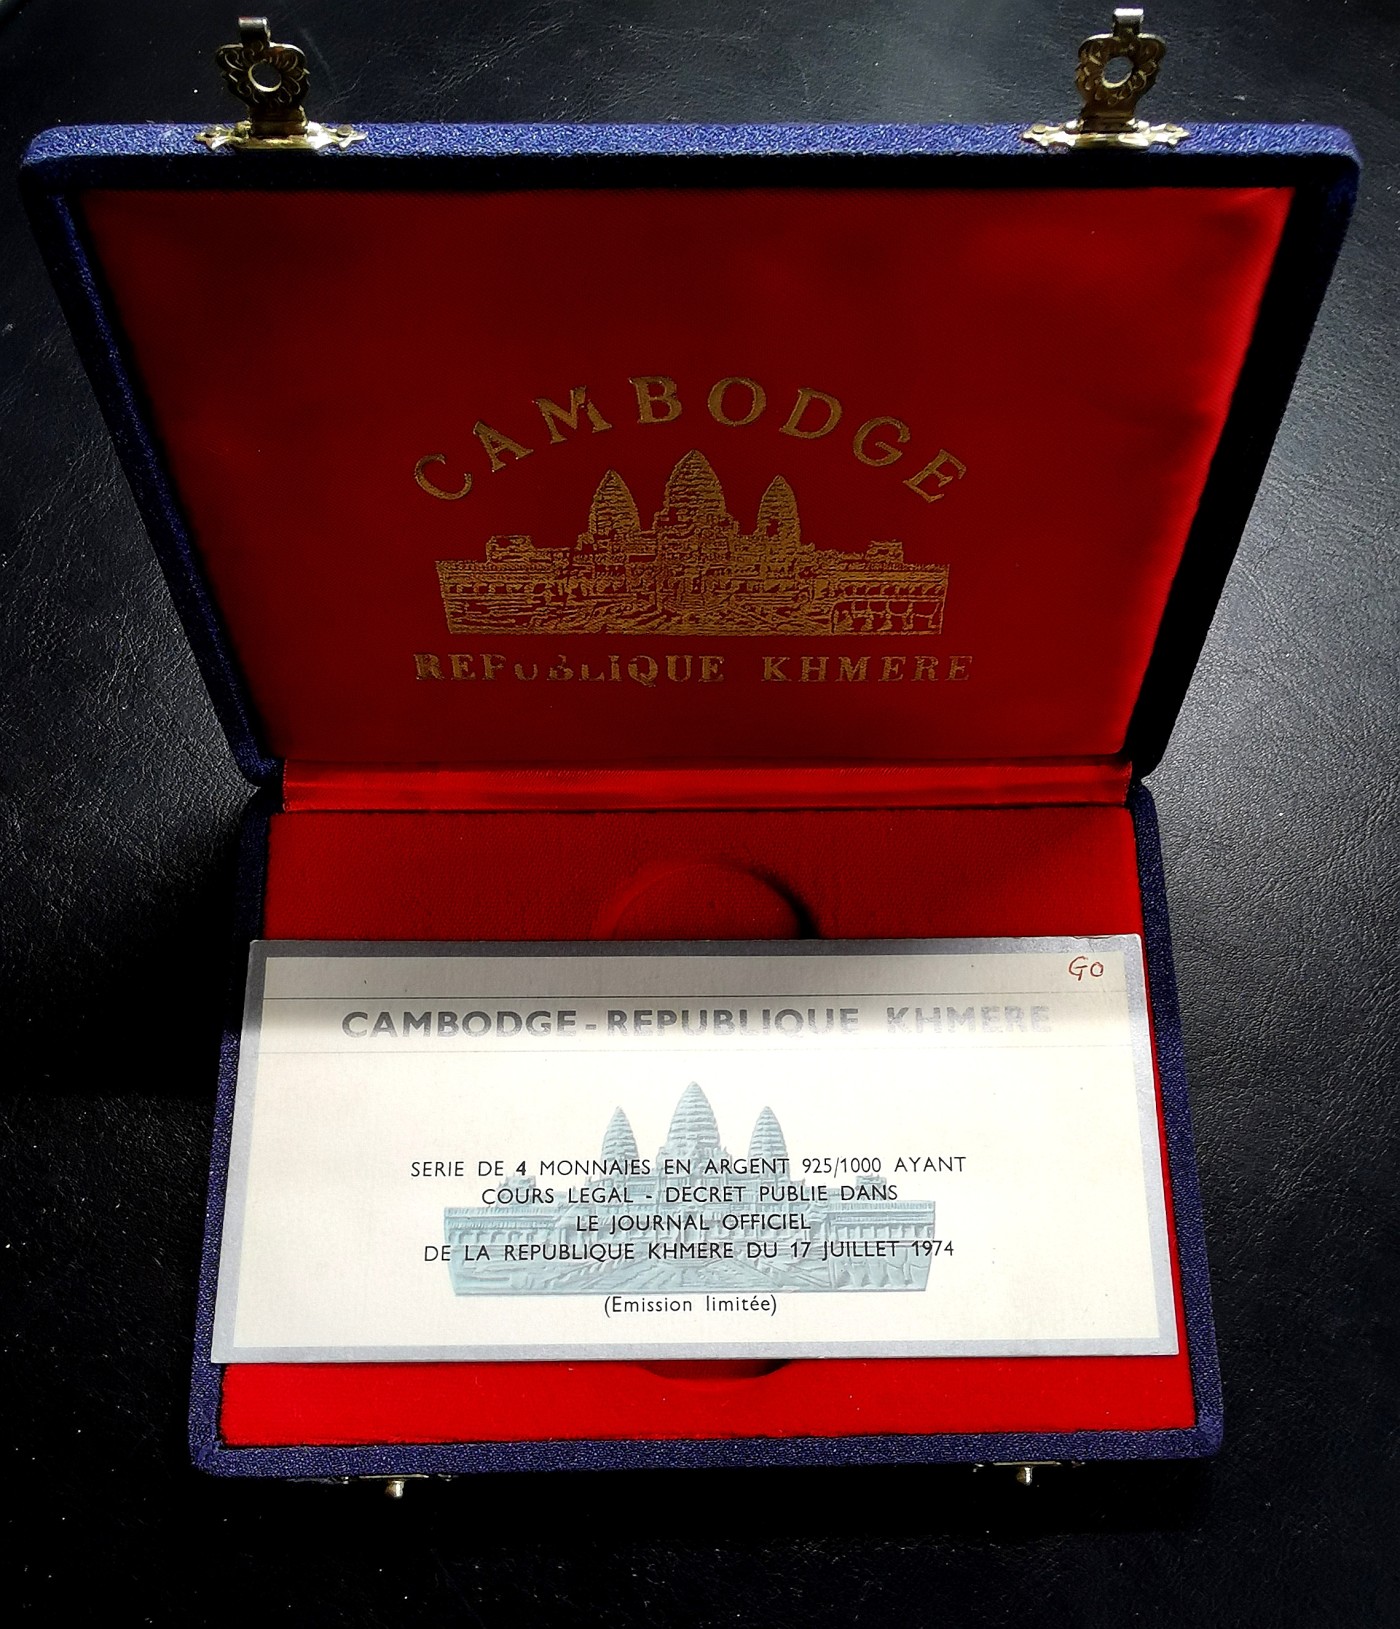 CAMBODGE
REPUBLIQUE KHMERE
GO
CAMBODGE - REPUBLIQUE KHMERE
SERIE DE 4 MONNAIES EN ARGENT 925/1000 AYANT
COURS LEGAL - DECRET PUBLIE DANS
LE JOURNAL OFFICIEL
DE LA REPUBLIQUE KHMERE DU 17 JUILLET 1974
(Emission limitée)